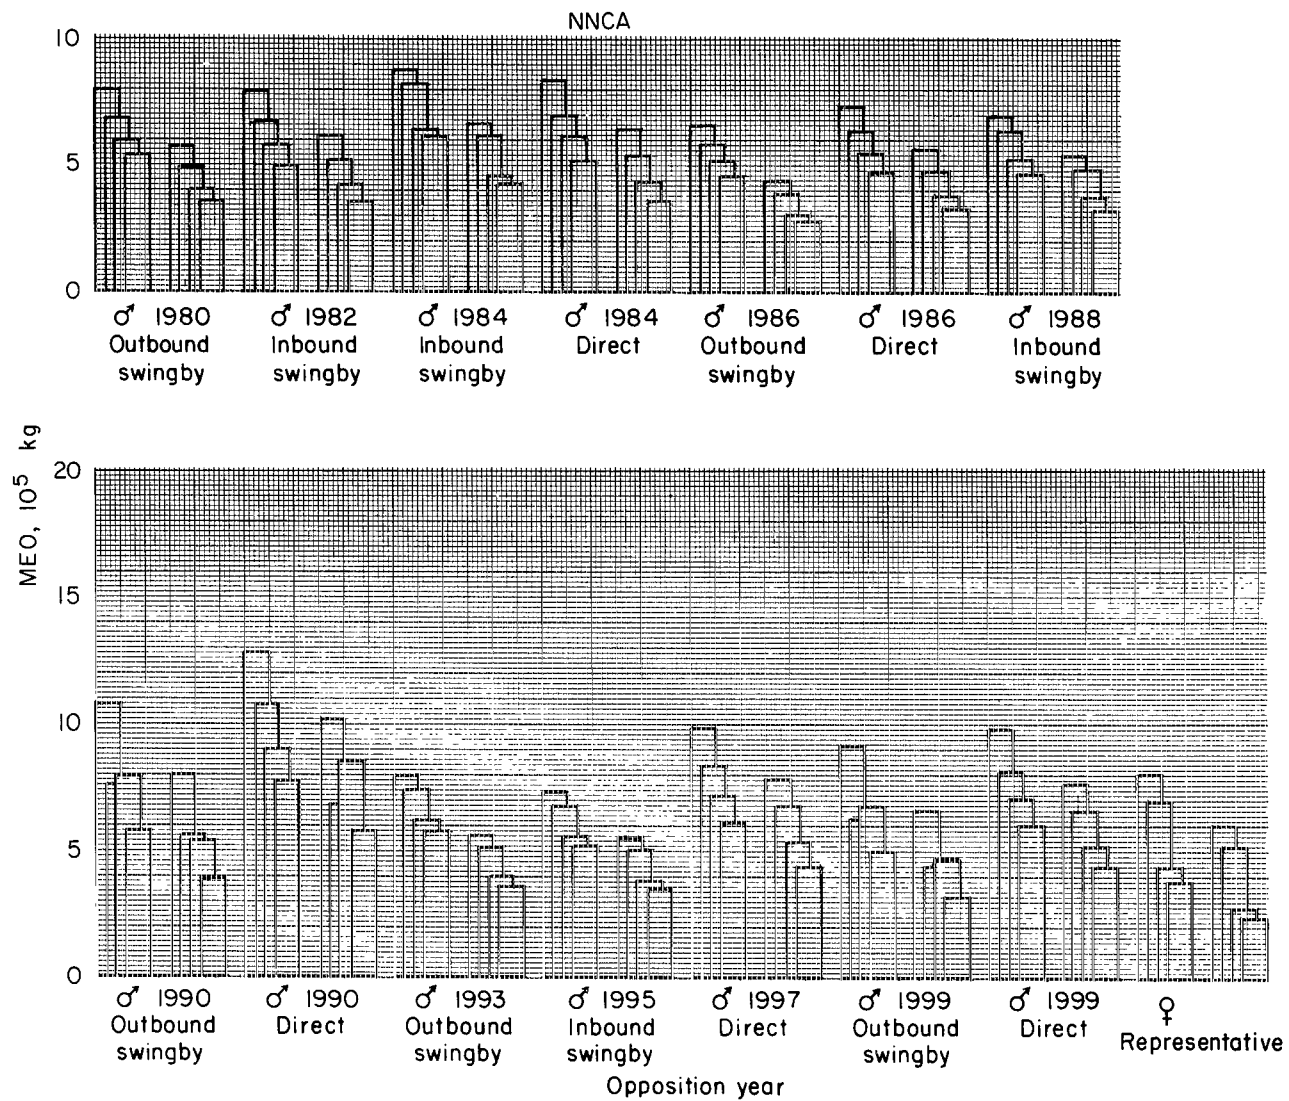 NNCA
10
5
0
♂ 1980 ♂ 1982 ♂ 1984 ♂ 1984 ♂ 1986 ♂ 1986 ♂ 1988
Outbound Inbound Inbound Direct Outbound Direct Inbound
swingby swingby swingby swingby swingby
MEO, 10⁵ kg
20
15
10
5
0
♂ 1990 ♂ 1990 ♂ 1993 ♂ 1995 ♂ 1997 ♂ 1999 ♂ 1999 ♀
Outbound Direct Outbound Inbound Direct Outbound Direct Representative
swingby swingby swingby swingby
Opposition year